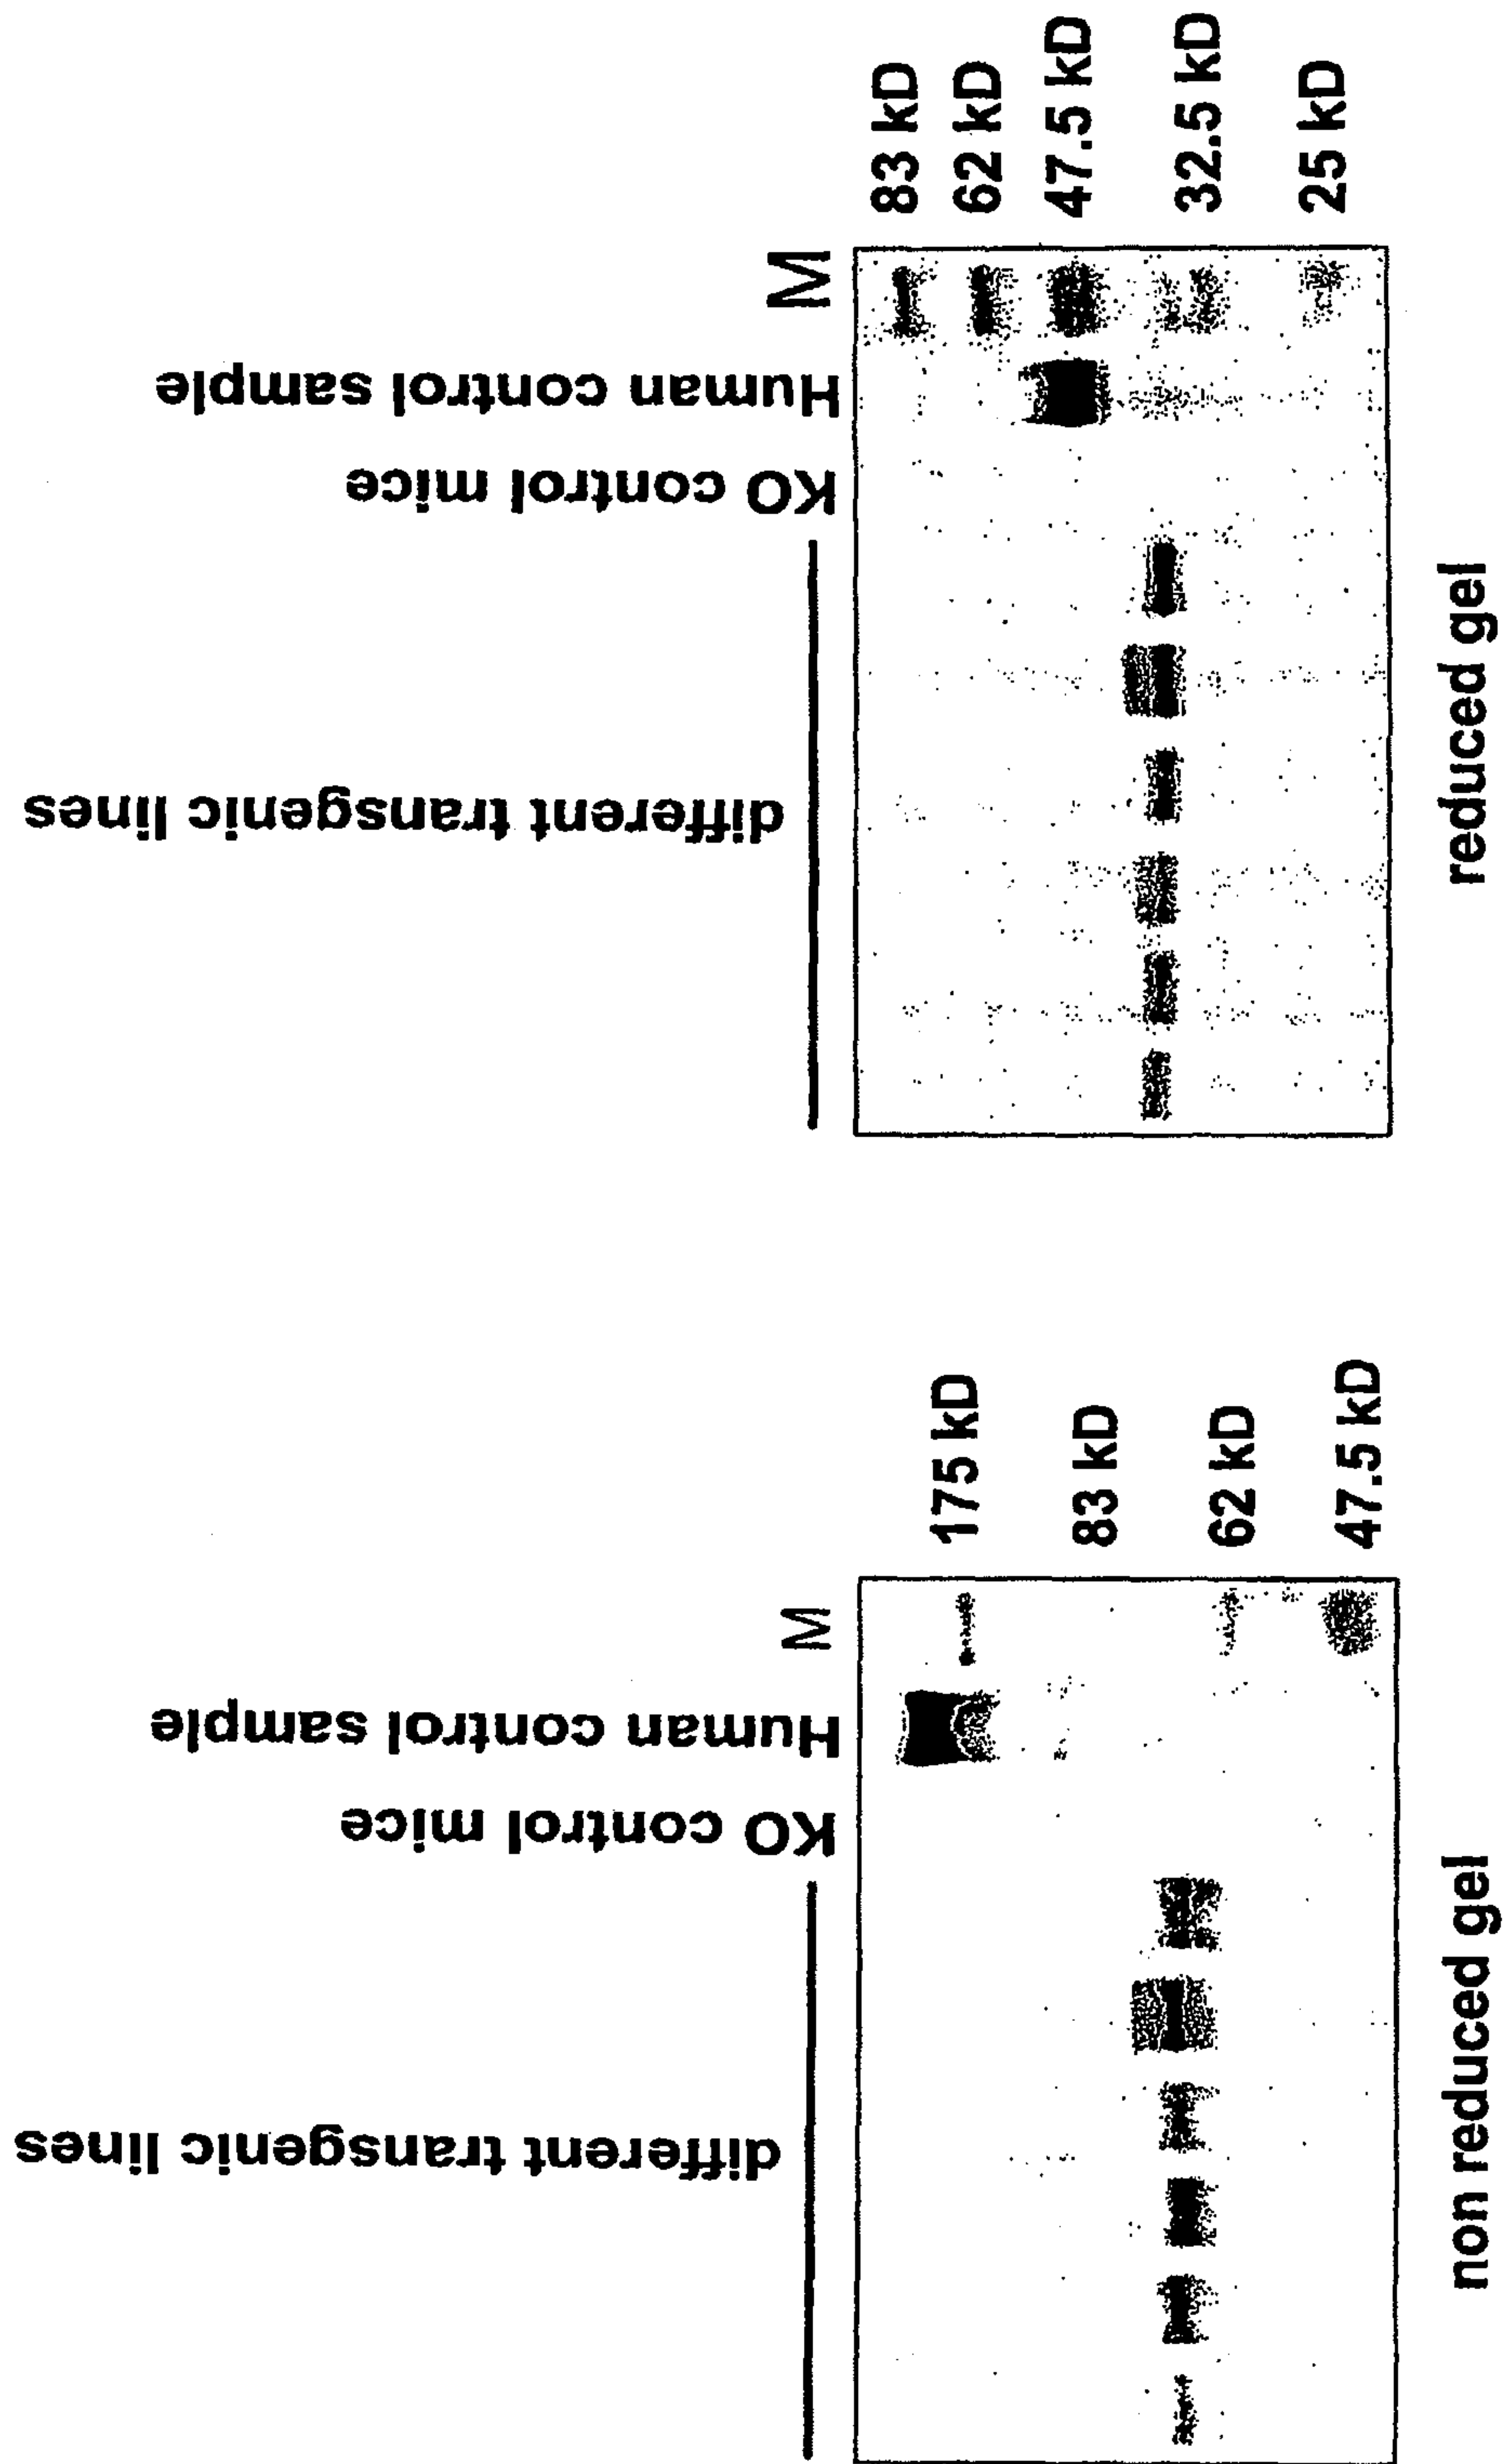 different transgenic lines
KO control mice
Human control sample
M
175 kD
83 kD
62 kD
47.5 kD
non reduced gel
different transgenic lines
KO control mice
Human control sample
M
83 kD
62 kD
47.5 kD
32.5 kD
25 kD
reduced gel